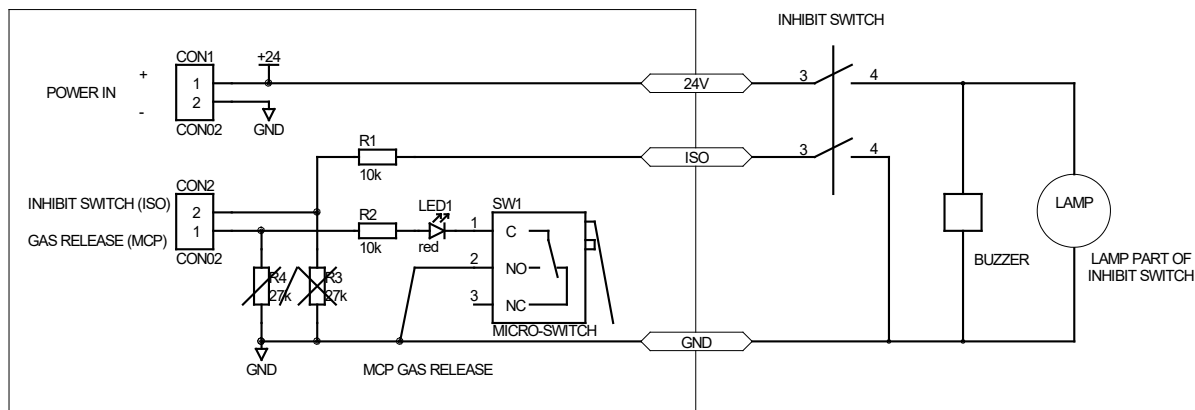 INHIBIT SWITCH
CON1
+24
+
1
24V
3
4
POWER IN
2
-
CON02
GND
R1
ISO
3
4
10k
CON2
INHIBIT SWITCH (ISO)
2
R2
LED1
SW1
GAS RELEASE (MCP)
1
10k
red
1
C
CON02
LAMP
R4
27k
R3
27k
2
NO
BUZZER
LAMP PART OF
INHIBIT SWITCH
3
NC
MICRO-SWITCH
GND
GND
MCP GAS RELEASE